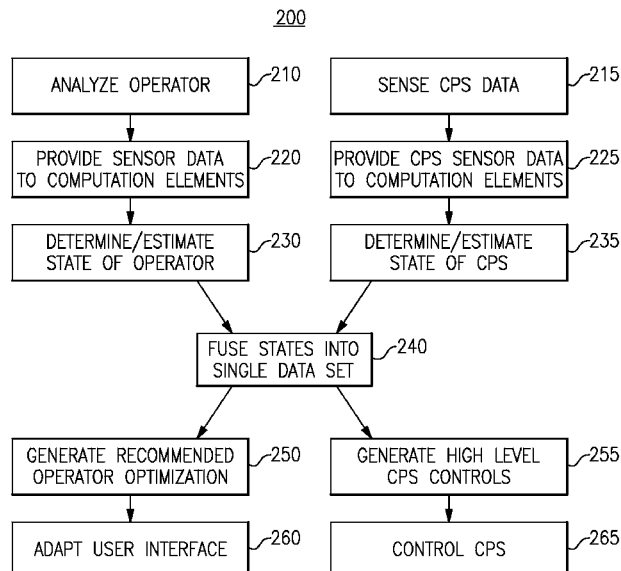 200
ANALYZE OPERATOR
210
SENSE CPS DATA
215
PROVIDE SENSOR DATA
TO COMPUTATION ELEMENTS
220
PROVIDE CPS SENSOR DATA
TO COMPUTATION ELEMENTS
225
DETERMINE/ESTIMATE
STATE OF OPERATOR
230
DETERMINE/ESTIMATE
STATE OF CPS
235
FUSE STATES INTO
SINGLE DATA SET
240
GENERATE RECOMMENDED
OPERATOR OPTIMIZATION
250
GENERATE HIGH LEVEL
CPS CONTROLS
255
ADAPT USER INTERFACE
260
CONTROL CPS
265